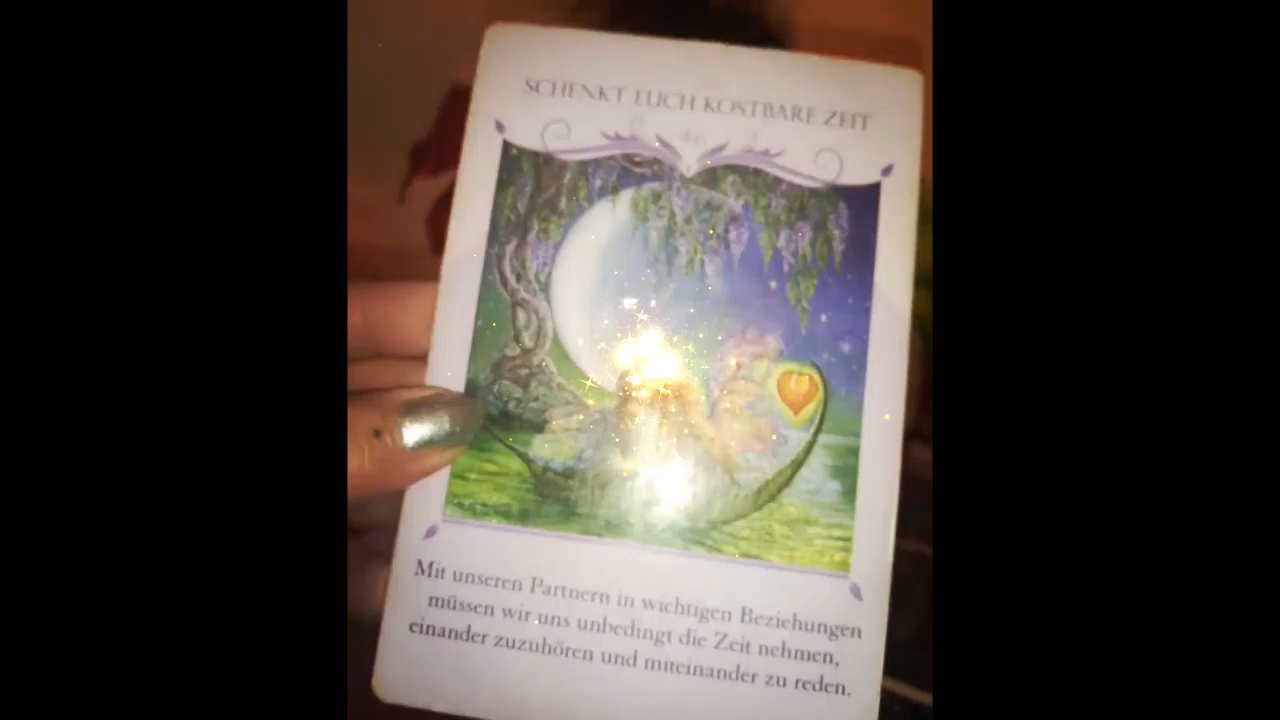 SCHENKT EUCH KOSTBARE ZEIT
Mit unseren Partnern in wichtigen Beziehungen
müssen wir uns unbedingt die Zeit nehmen,
einander zuzuhören und miteinander zu reden.